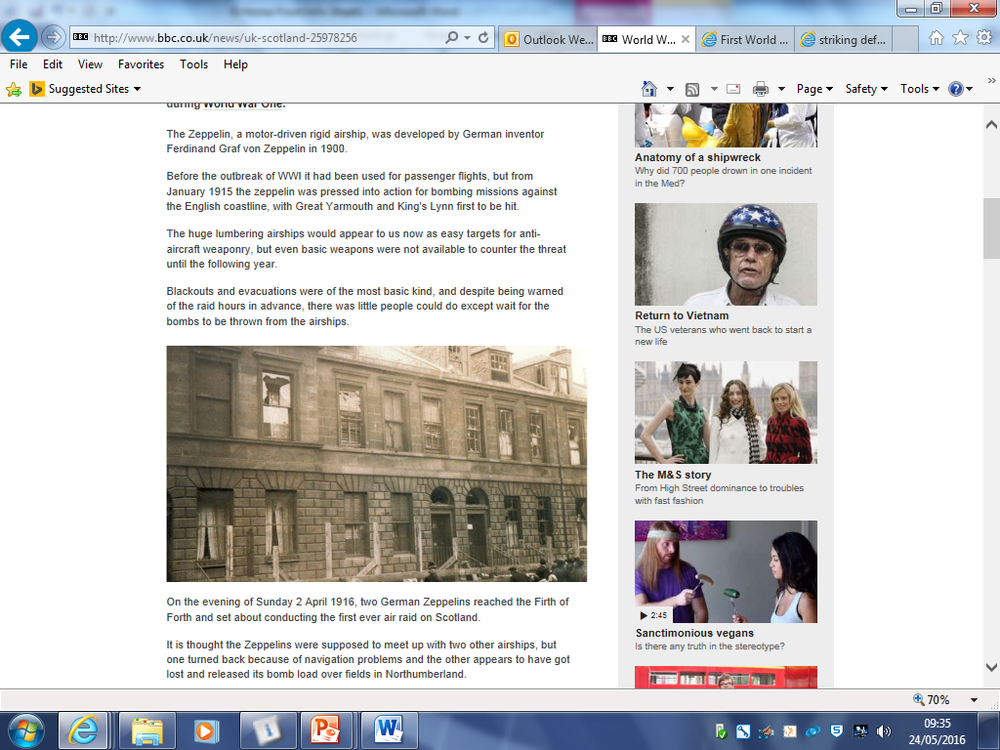 http://www.bbc.co.uk/news/uk-scotland-25978256
Outlook We...
BBC
World W...
First World ...
striking def...
File Edit View Favorites Tools Help
Suggested Sites
Page Safety Tools
during World War One.
The Zeppelin, a motor-driven rigid airship, was developed by German inventor
Ferdinand Graf von Zeppelin in 1900.
Before the outbreak of WWI it had been used for passenger flights, but from
January 1915 the zeppelin was pressed into action for bombing missions against
the English coastline, with Great Yarmouth and King's Lynn first to be hit.
The huge lumbering airships would appear to us now as easy targets for anti-
aircraft weaponry, but even basic weapons were not available to counter the threat
until the following year.
Blackouts and evacuations were of the most basic kind, and despite being warned
of the raid hours in advance, there was little people could do except wait for the
bombs to be thrown from the airships.
On the evening of Sunday 2 April 1916, two German Zeppelins reached the Firth of
Forth and set about conducting the first ever air raid on Scotland.
It is thought the Zeppelins were supposed to meet up with two other airships, but
one turned back because of navigation problems and the other appears to have got
lost and released its bomb load over fields in Northumberland.
Anatomy of a shipwreck
Why did 700 people drown in one incident
in the Med?
Return to Vietnam
The US veterans who went back to start a
new life
The M&S story
From High Street dominance to troubles
with fast fashion
2:45
Sanctimonious vegans
Is there any truth in the stereotype?
70%
09:35
24/05/2016